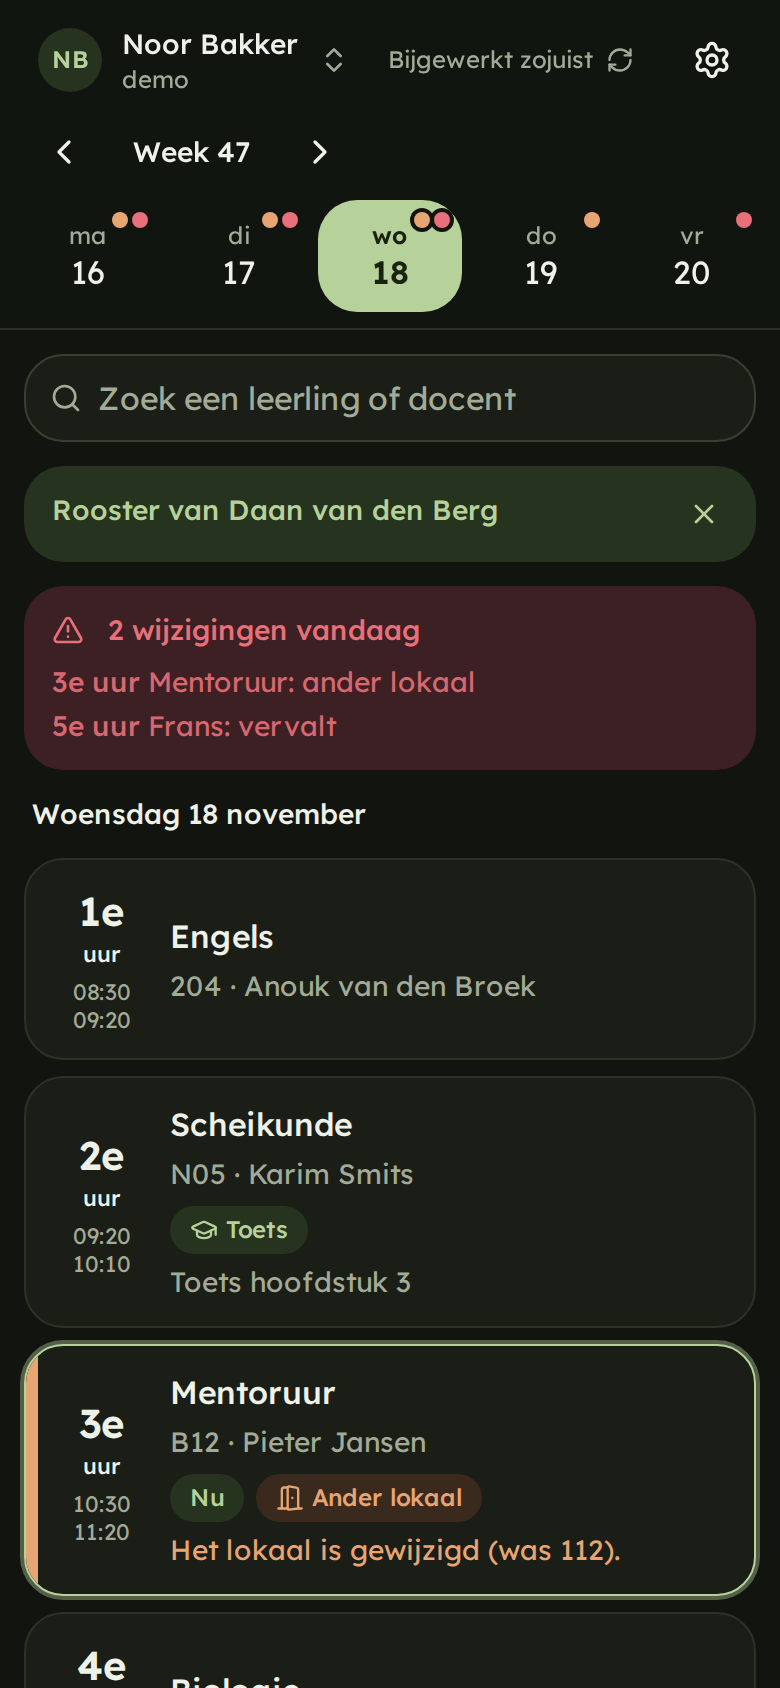 NB
Noor Bakker
demo
Bijgewerkt zojuist
Week 47
ma
16
di
17
wo
18
do
19
vr
20
Zoek een leerling of docent
Rooster van Daan van den Berg
2 wijzigingen vandaag
3e uur Mentoruur: ander lokaal
5e uur Frans: vervalt
Woensdag 18 november
1e
uur
08:30
09:20
Engels
204 · Anouk van den Broek
2e
uur
09:20
10:10
Scheikunde
N05 · Karim Smits
Toets
Toets hoofdstuk 3
3e
uur
10:30
11:20
Mentoruur
B12 · Pieter Jansen
Nu
Ander lokaal
Het lokaal is gewijzigd (was 112).
4e